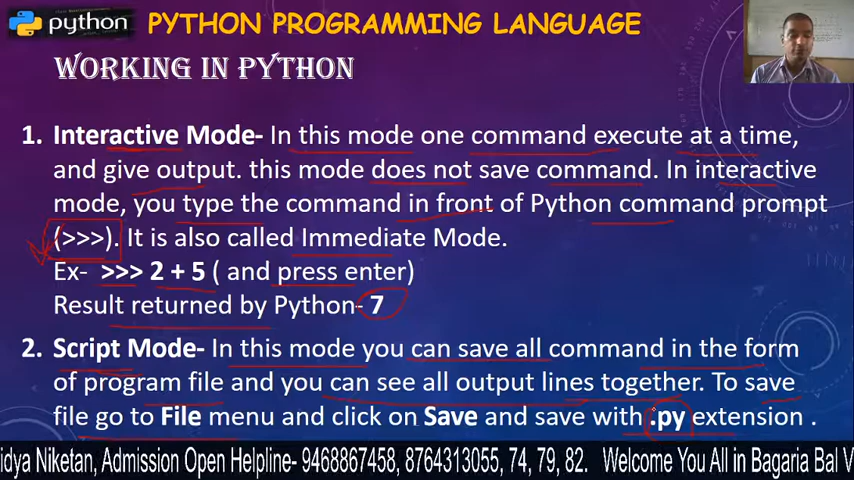 python PYTHON PROGRAMMING LANGUAGE
WORKING IN PYTHON
1. Interactive Mode- In this mode one command execute at a time,
and give output. this mode does not save command. In interactive
mode, you type the command in front of Python command prompt
(>>>). It is also called Immediate Mode.
Ex- >>> 2 + 5 ( and press enter)
Result returned by Python- 7
2. Script Mode- In this mode you can save all command in the form
of program file and you can see all output lines together. To save
file go to File menu and click on Save and save with .py extension .
idya Niketan, Admission Open Helpline- 9468867458, 8764313055, 74, 79, 82. Welcome You All in Bagaria Bal V